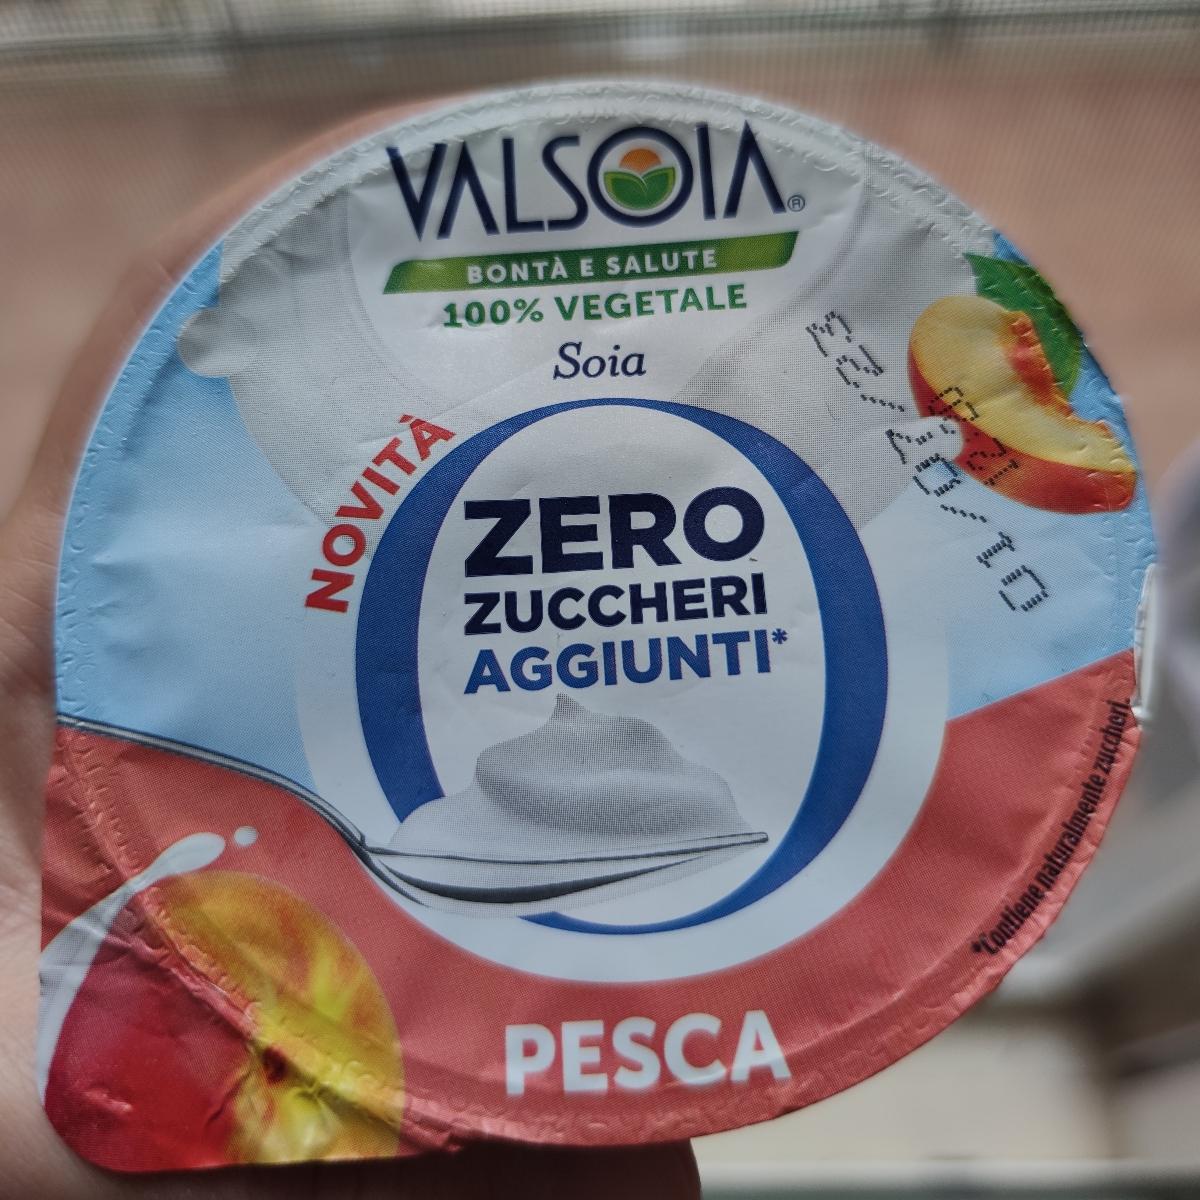 VALSOIA®
BONTÀ E SALUTE
100% VEGETALE
Soia
NOVITÀ
ZERO
ZUCCHERI
AGGIUNTI*
PESCA
*Contiene naturalmente zuccheri.